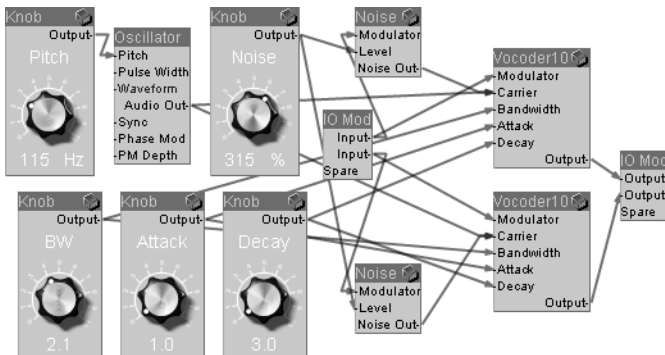 Knob
Output
Pitch
115 Hz
Oscillator
Pitch
Pulse Width
Waveform
Audio Out
Sync
Phase Mod
PM Depth
Knob
Output
Noise
315 %
Noise
Modulator
Level
Noise Out
IO Mod
Input
Input
Spare
Vocoder10
Modulator
Carrier
Bandwidth
Attack
Decay
Output
IO Mod
Output
Output
Spare
Knob
Output
BW
2.1
Knob
Output
Attack
1.0
Knob
Output
Decay
3.0
Noise
Modulator
Level
Noise Out
Vocoder10
Modulator
Carrier
Bandwidth
Attack
Decay
Output